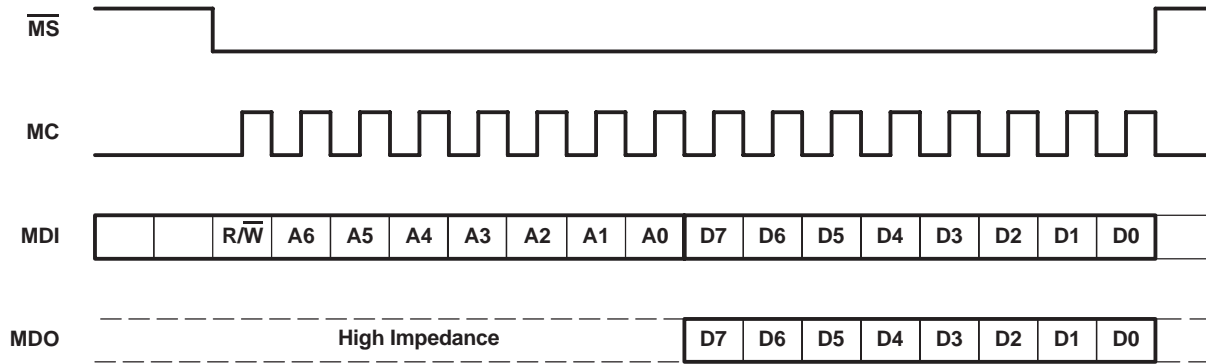 M̅S̅
MC
MDI R/W̅ A6 A5 A4 A3 A2 A1 A0 D7 D6 D5 D4 D3 D2 D1 D0
MDO High Impedance D7 D6 D5 D4 D3 D2 D1 D0